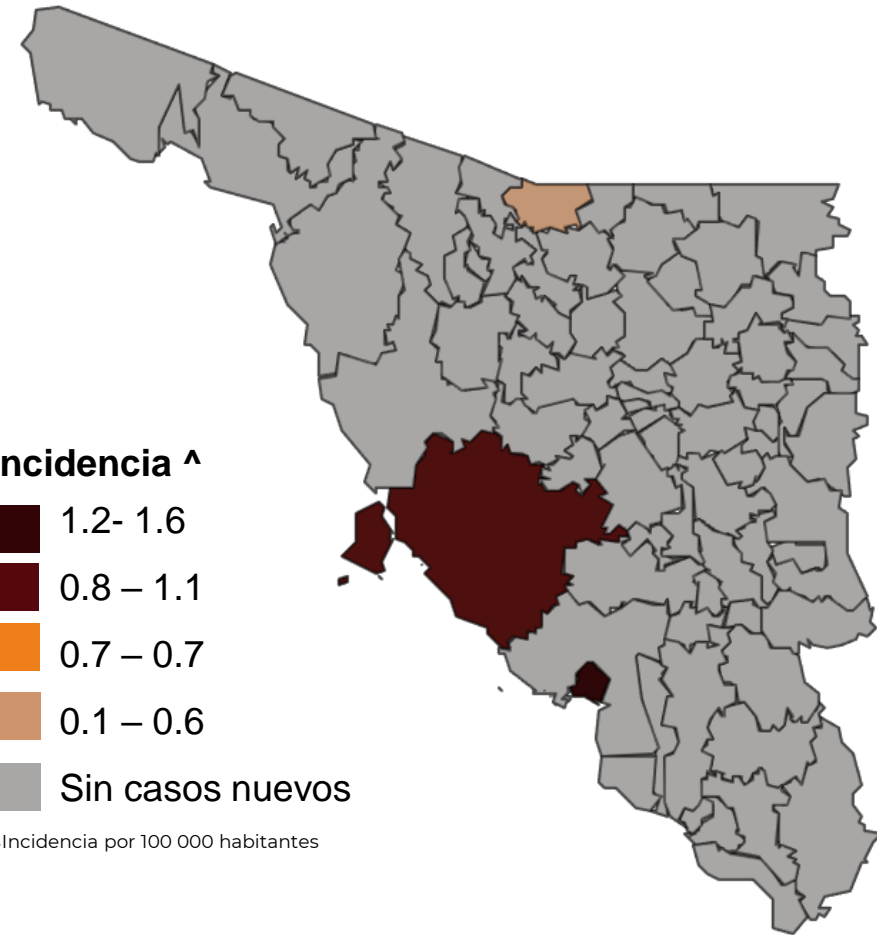 ncidencia ^
1.2- 1.6
0.8 – 1.1
0.7 – 0.7
0.1 – 0.6
Sin casos nuevos
Incidencia por 100 000 habitantes